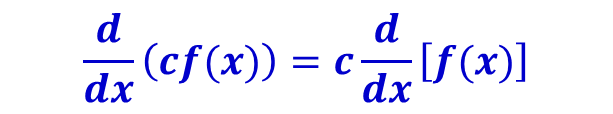 d/dx (cf(x)) = c d/dx [f(x)]